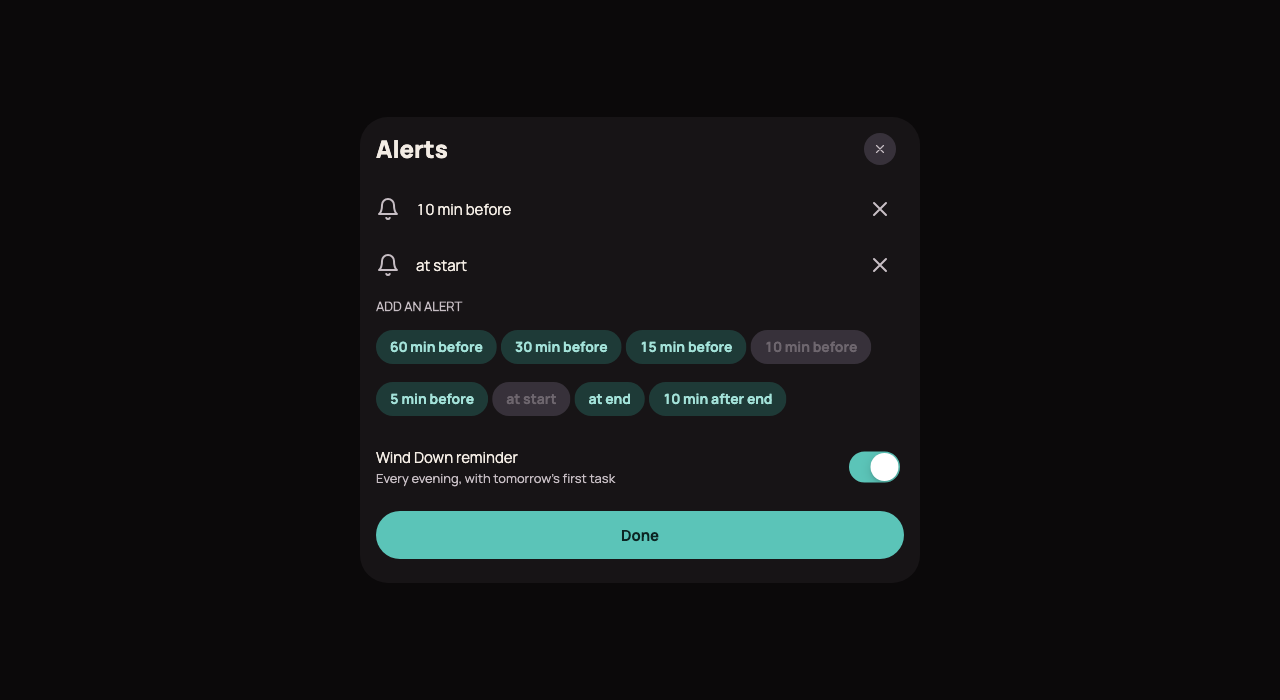 Alerts
10 min before
at start
ADD AN ALERT
60 min before 30 min before 15 min before 10 min before
5 min before at start at end 10 min after end
Wind Down reminder
Every evening, with tomorrow's first task
Done